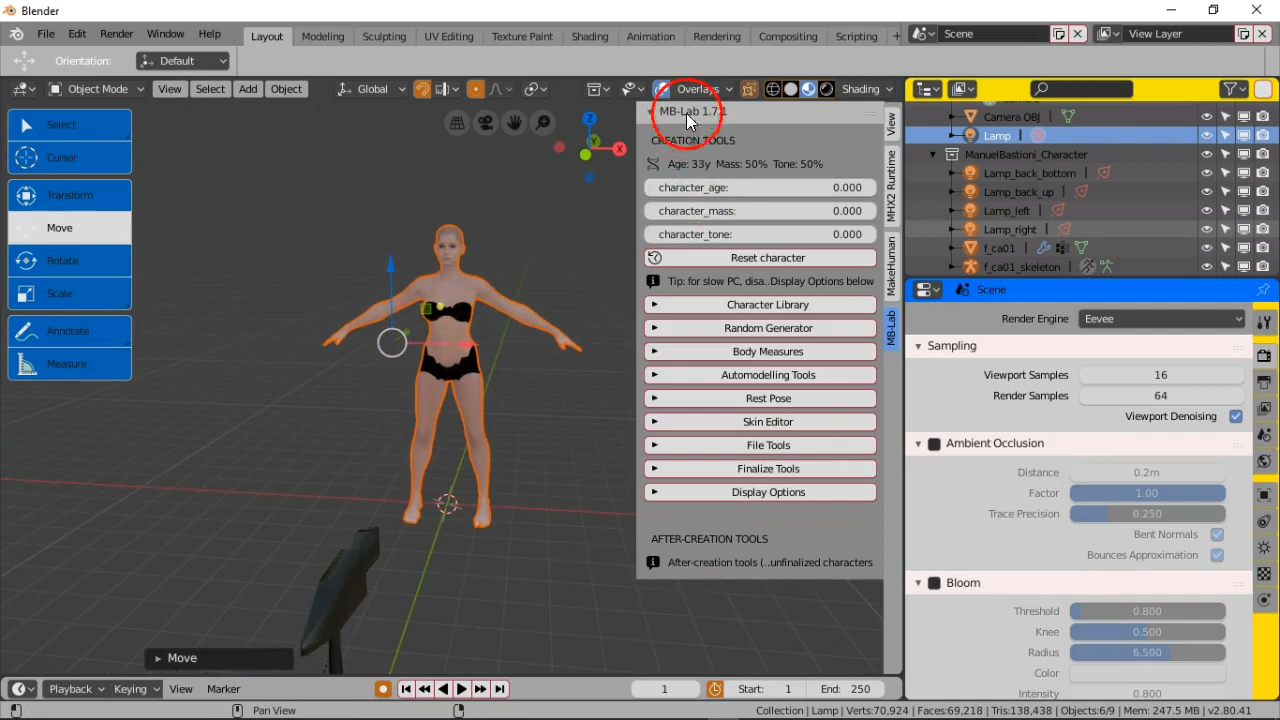 Blender
File Edit Render Window Help
Layout Modeling Sculpting UV Editing Texture Paint Shading Animation Rendering Compositing Scripting +
Scene
View Layer
Orientation: Default
Object Mode View Select Add Object Global Overlays Shading
Select
Cursor
Transform
Move
Rotate
Scale
Annotate
Measure
Z
Y
X
MB-Lab 1.7.1
CREATION TOOLS
Age: 33y Mass: 50% Tone: 50%
character_age: 0.000
character_mass: 0.000
character_tone: 0.000
Reset character
Tip: for slow PC, disa..Display Options below
Character Library
Random Generator
Body Measures
Automodelling Tools
Rest Pose
Skin Editor
File Tools
Finalize Tools
Display Options
AFTER-CREATION TOOLS
After-creation tools (..unfinalized characters
View
MHX2 Runtime
MakeHuman
MB-Lab
Camera OBJ
Lamp
ManuelBastioni_Character
Lamp_back_bottom
Lamp_back_up
Lamp_left
Lamp_right
f_ca01
f_ca01_skeleton
Scene
Render Engine Eevee
Sampling
Viewport Samples 16
Render Samples 64
Viewport Denoising
Ambient Occlusion
Distance 0.2m
Factor 1.00
Trace Precision 0.250
Bent Normals
Bounces Approximation
Bloom
Threshold 0.800
Knee 0.500
Radius 6.500
Color
Intensity 0.800
Move
Playback Keying View Marker 1 Start: 1 End: 250
Pan View
Collection | Lamp | Verts:70,924 | Faces:69,218 | Tris:138,438 | Objects:6/9 | Mem: 247.5 MB | v2.80.41